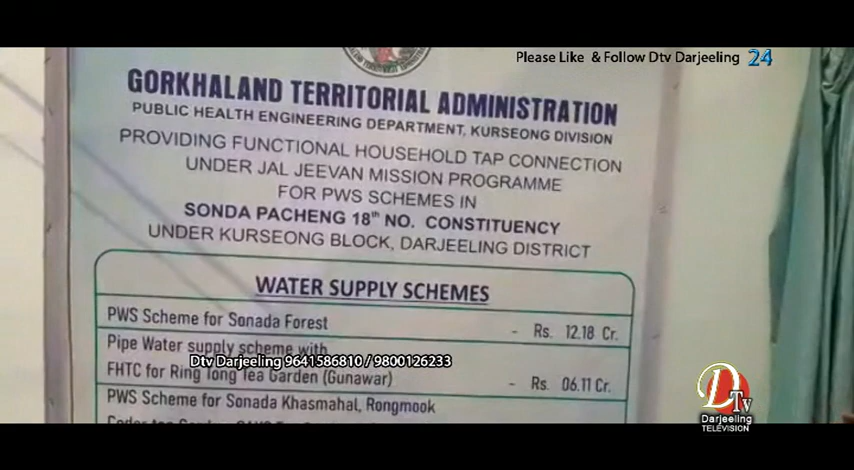 Please Like & Follow Dtv Darjeeling 24
GORKHALAND TERRITORIAL ADMINISTRATION
PUBLIC HEALTH ENGINEERING DEPARTMENT, KURSEONG DIVISION
PROVIDING FUNCTIONAL HOUSEHOLD TAP CONNECTION
UNDER JAL JEEVAN MISSION PROGRAMME
FOR PWS SCHEMES IN
SONDA PACHENG 18th NO. CONSTITUENCY
UNDER KURSEONG BLOCK, DARJEELING DISTRICT
WATER SUPPLY SCHEMES
PWS Scheme for Sonada Forest - Rs. 12.18 Cr.
Pipe Water supply scheme with
Dtv Darjeeling 9641586810 / 9800126233
FHTC for Ring Tong Tea Garden (Gunawar) - Rs. 06.11 Cr.
PWS Scheme for Sonada Khasmahal, Rongmook
DTv
Darjeeling
TELEVISION